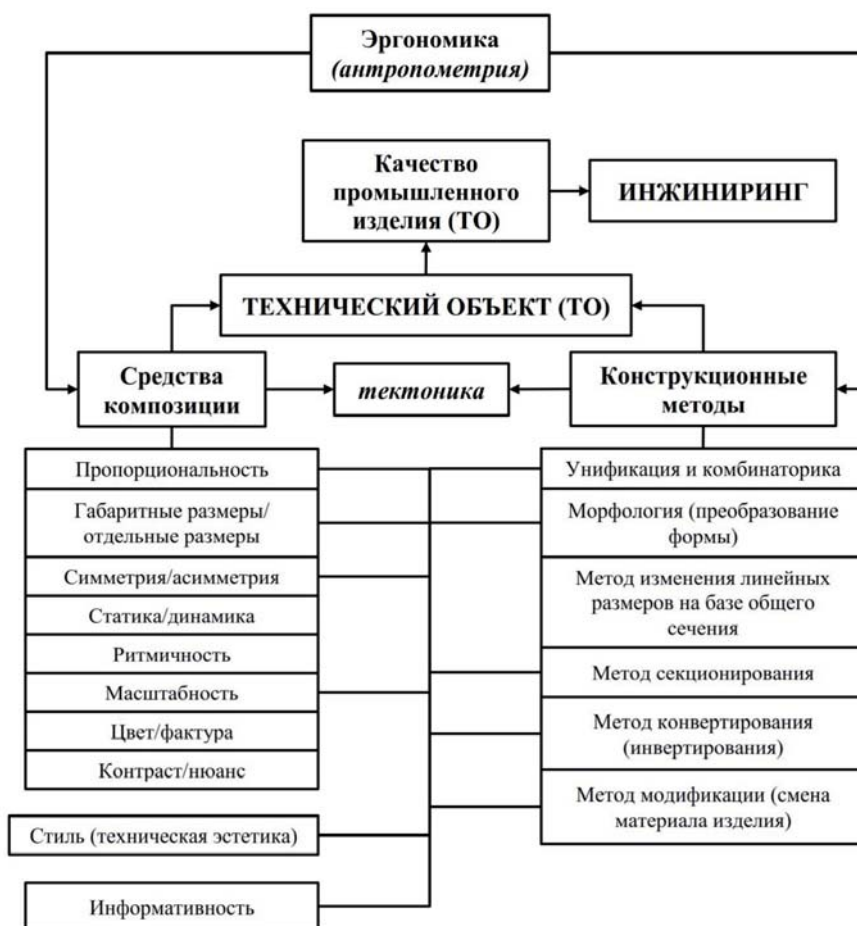 Эргономика
(антропометрия)
Качество
промышленного
изделия (ТО)
ИНЖИНИРИНГ
ТЕХНИЧЕСКИЙ ОБЪЕКТ (ТО)
Средства
композиции
тектоника
Конструкционные
методы
Пропорциональность
Габаритные размеры/
отдельные размеры
Симметрия/асимметрия
Статика/динамика
Ритмичность
Масштабность
Цвет/фактура
Контраст/нюанс
Стиль (техническая эстетика)
Информативность
Унификация и комбинаторика
Морфология (преобразование
формы)
Метод изменения линейных
размеров на базе общего
сечения
Метод секционирования
Метод конвертирования
(инвертирования)
Метод модификации (смена
материала изделия)